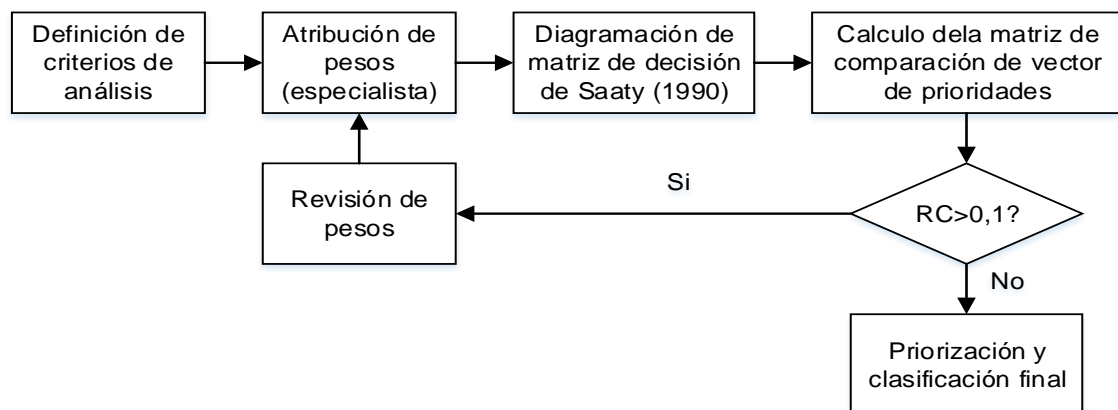 Definición de
criterios de
análisis
Atribución de
pesos
(especialista)
Diagramación de
matriz de decisión
de Saaty (1990)
Calculo dela matriz de
comparación de vector
de prioridades
Revisión de
pesos
Si
RC>0,1?
No
Priorización y
clasificación final